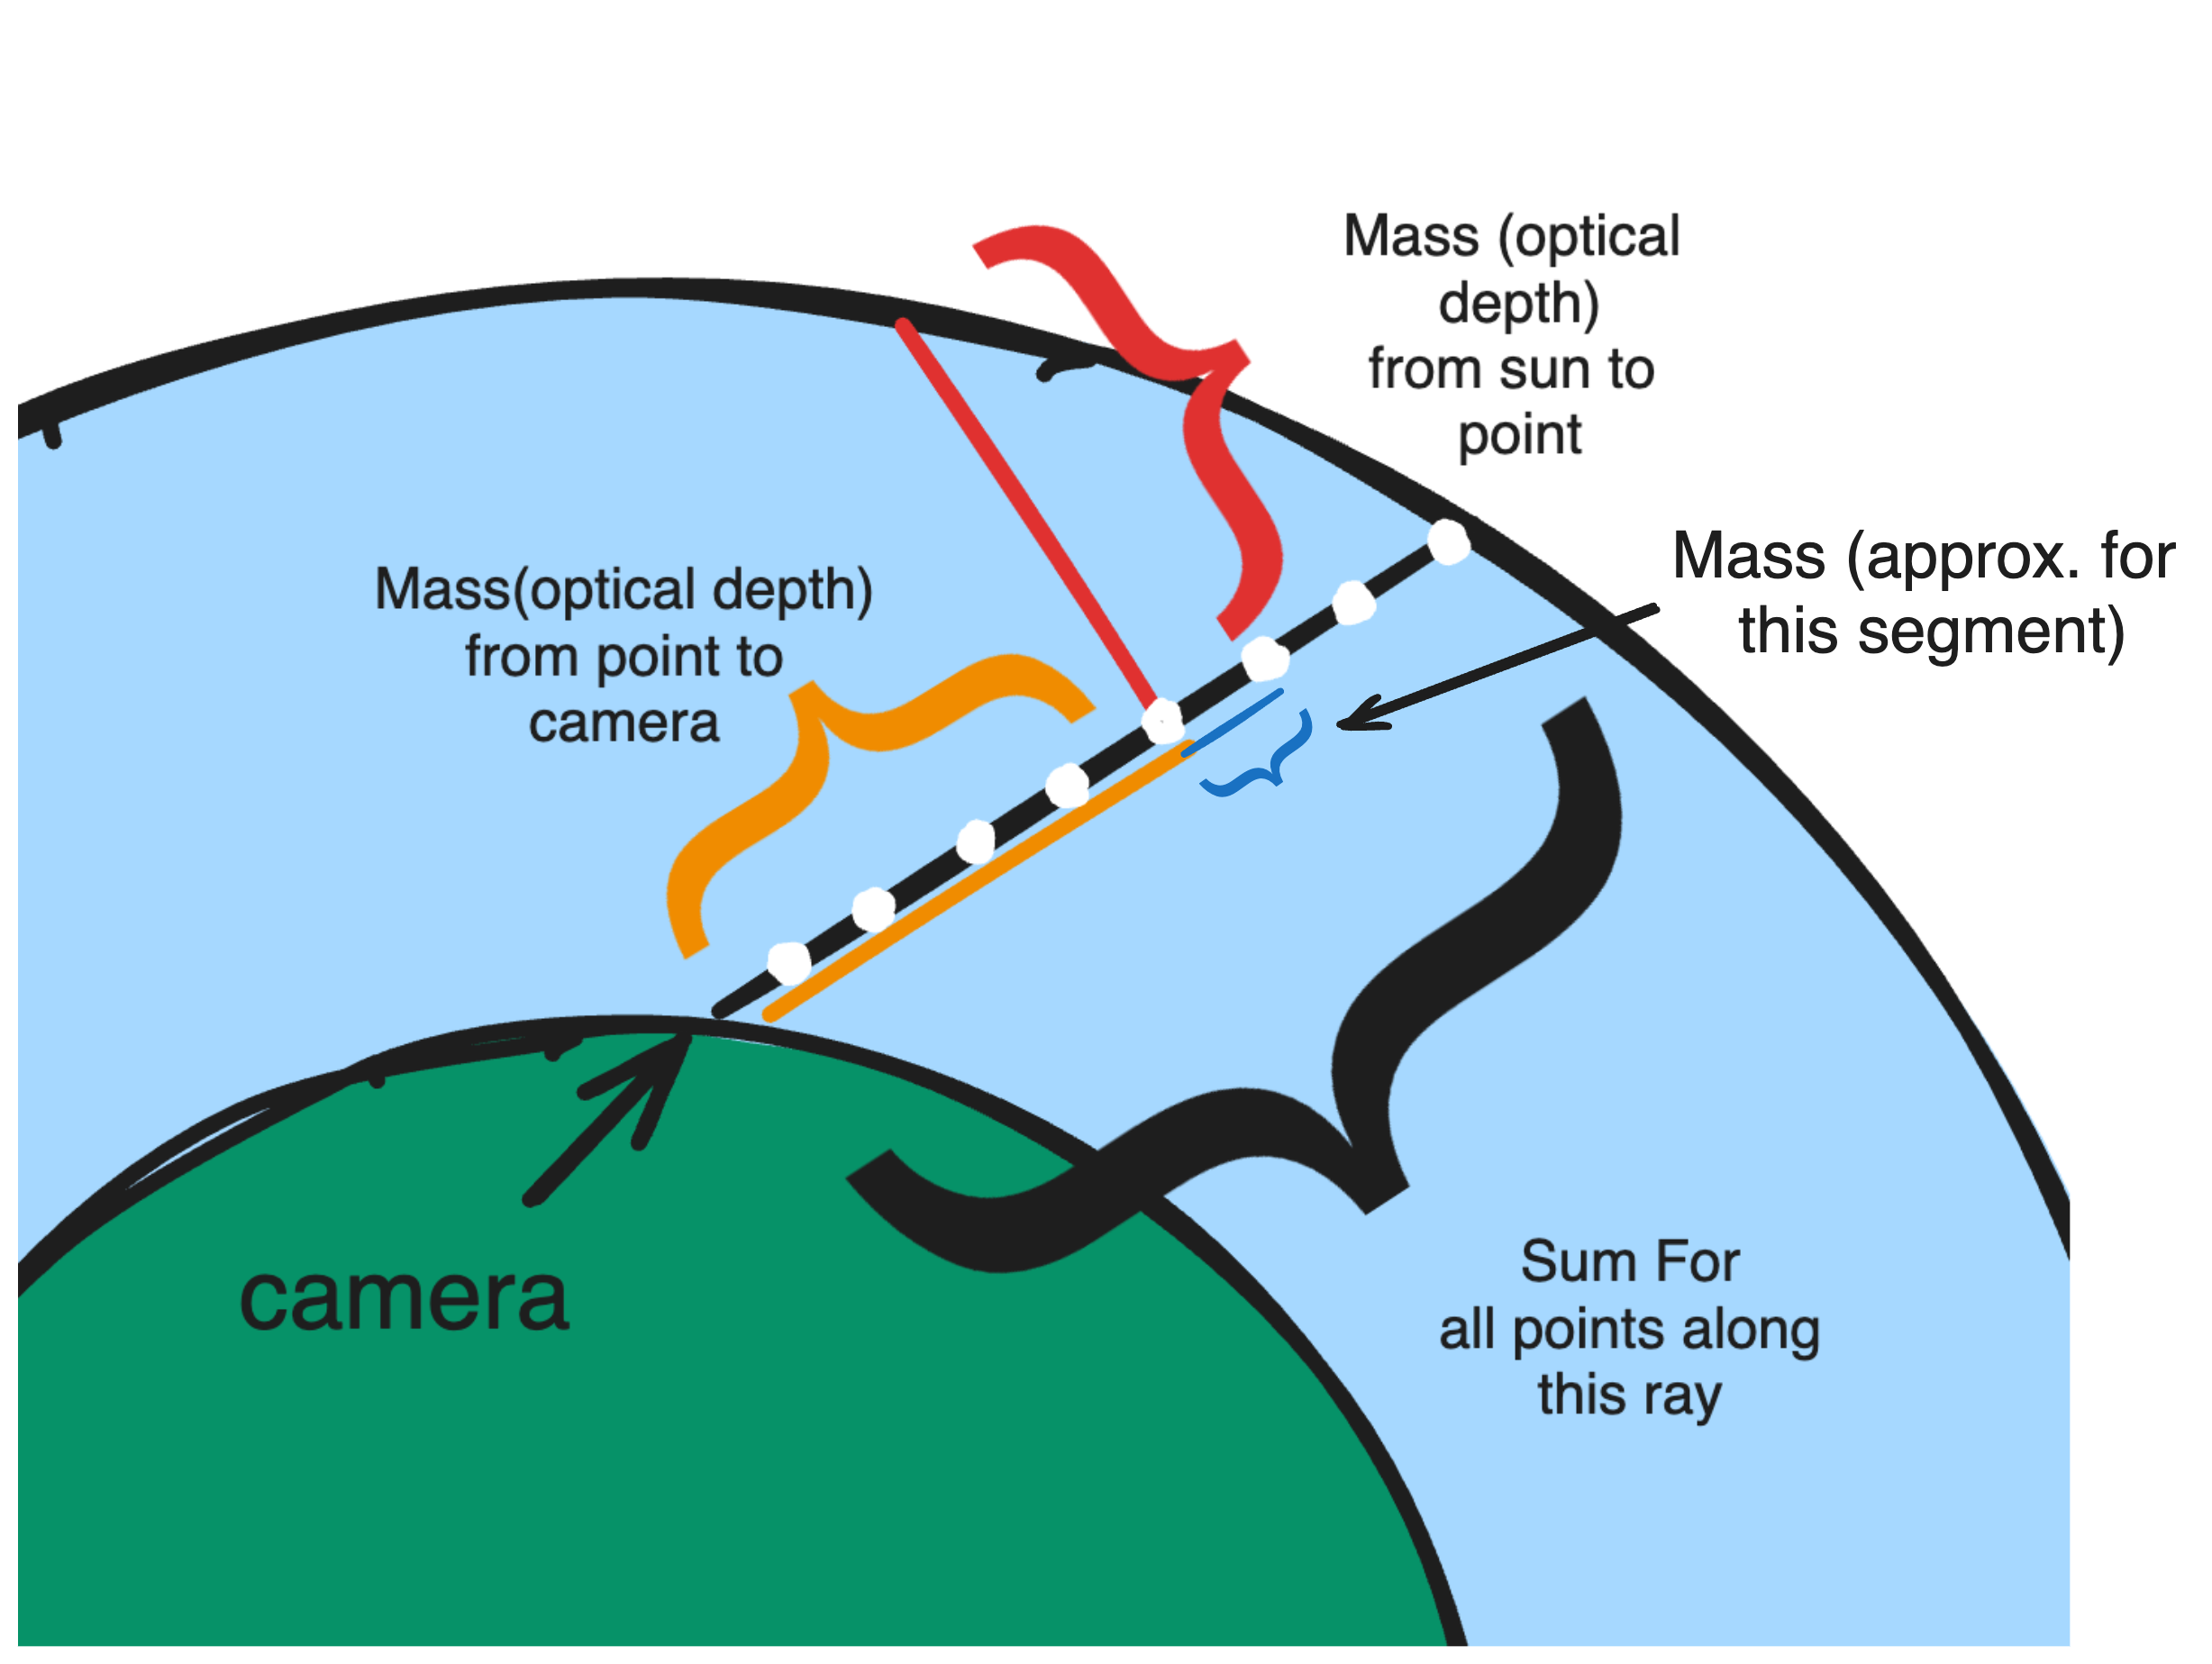 Mass (optical
depth)
from sun to
point
Mass (approx. for
this segment)
Mass(optical depth)
from point to
camera
camera
Sum For
all points along
this ray